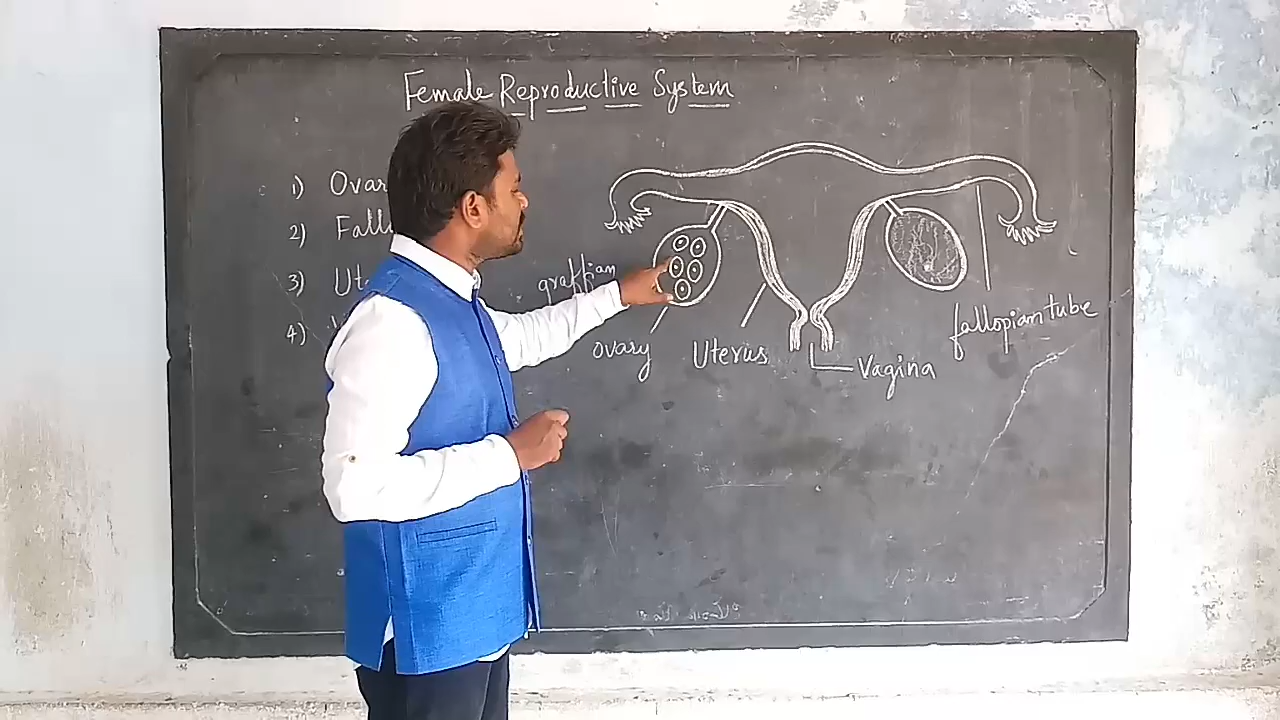 Female Reproductive System
1) Ovar
2) Fall
3) Ut
4)
graffian
ovary
Uterus
Vagina
fallopian tube